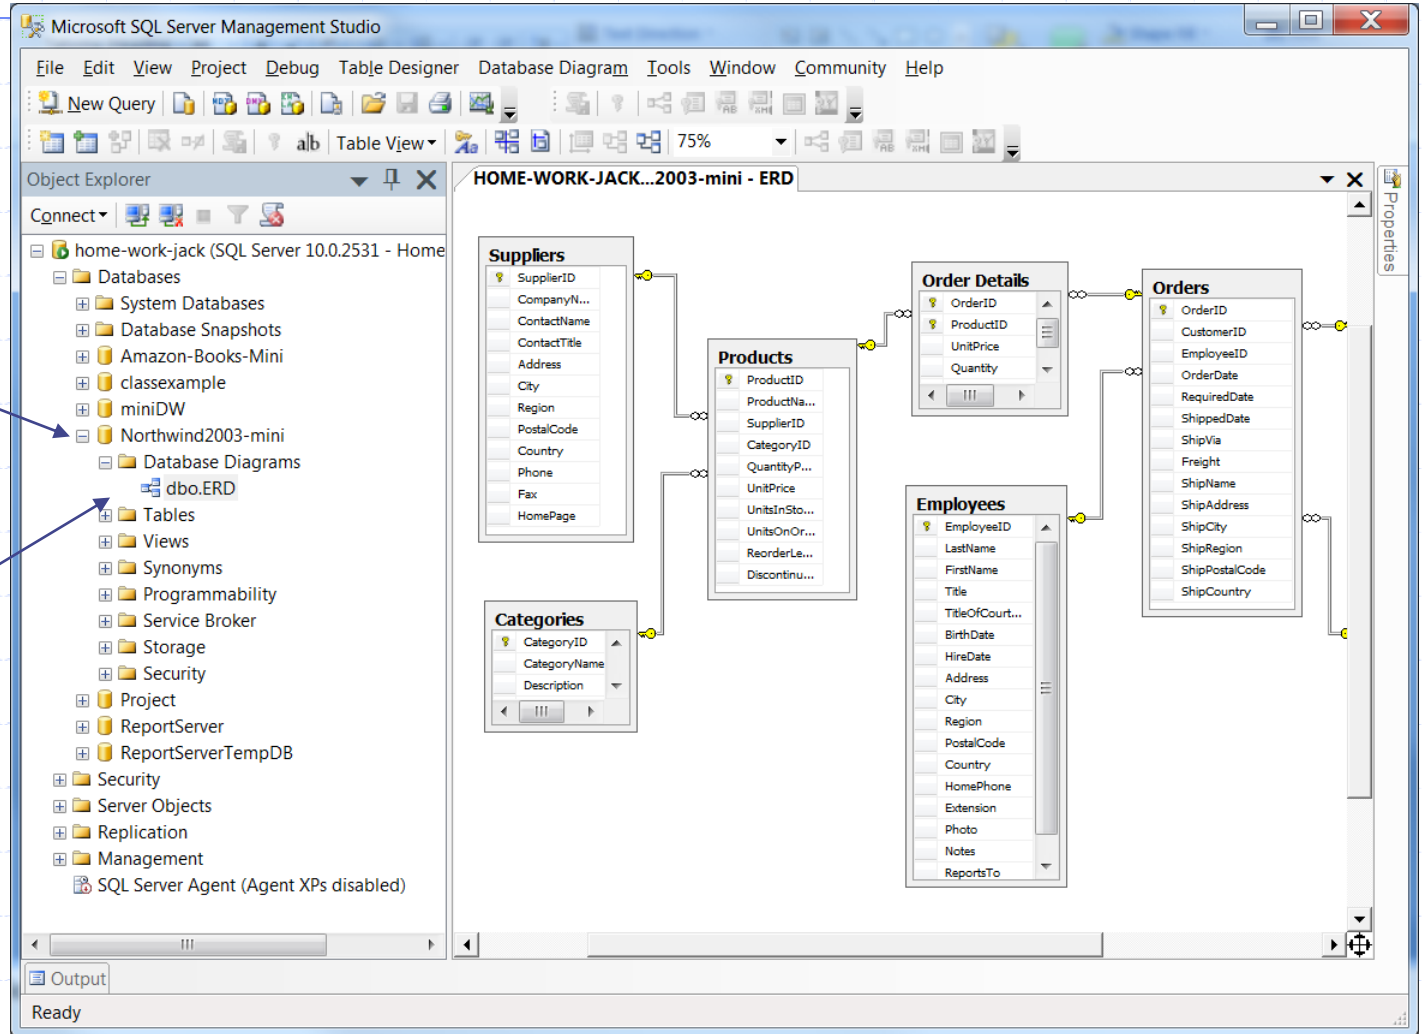 Microsoft SQL Server Management Studio
File Edit View Project Debug Table Designer Database Diagram Tools Window Community Help
New Query
ab Table View 75%
Object Explorer
Connect
home-work-jack (SQL Server 10.0.2531 - Home
Databases
System Databases
Database Snapshots
Amazon-Books-Mini
classexample
miniDW
Northwind2003-mini
Database Diagrams
dbo.ERD
Tables
Views
Synonyms
Programmability
Service Broker
Storage
Security
Project
ReportServer
ReportServerTempDB
Security
Server Objects
Replication
Management
SQL Server Agent (Agent XPs disabled)
HOME-WORK-JACK...2003-mini - ERD
Suppliers
SupplierID
CompanyN...
ContactName
ContactTitle
Address
City
Region
PostalCode
Country
Phone
Fax
HomePage
Categories
CategoryID
CategoryName
Description
Products
ProductID
ProductNa...
SupplierID
CategoryID
QuantityP...
UnitPrice
UnitsInSto...
UnitsOnOr...
ReorderLe...
Discontinu...
Order Details
OrderID
ProductID
UnitPrice
Quantity
Employees
EmployeeID
LastName
FirstName
Title
TitleOfCourt...
BirthDate
HireDate
Address
City
Region
PostalCode
Country
HomePhone
Extension
Photo
Notes
ReportsTo
Orders
OrderID
CustomerID
EmployeeID
OrderDate
RequiredDate
ShippedDate
ShipVia
Freight
ShipName
ShipAddress
ShipCity
ShipRegion
ShipPostalCode
ShipCountry
Properties
Output
Ready